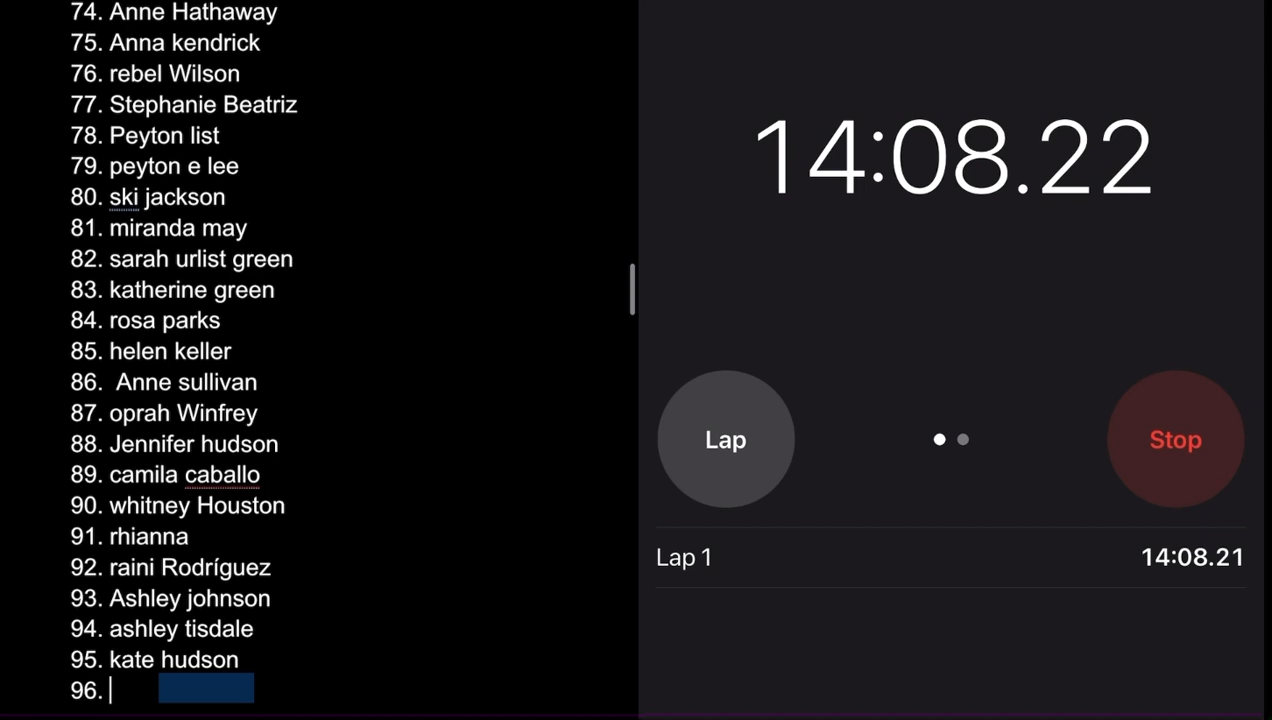 74. Anne Hathaway
75. Anna kendrick
76. rebel Wilson
77. Stephanie Beatriz
78. Peyton list
79. peyton e lee
80. ski jackson
81. miranda may
82. sarah urlist green
83. katherine green
84. rosa parks
85. helen keller
86. Anne sullivan
87. oprah Winfrey
88. Jennifer hudson
89. camila caballo
90. whitney Houston
91. rhianna
92. raini Rodríguez
93. Ashley johnson
94. ashley tisdale
95. kate hudson
96.
14:08.22
Lap
Stop
Lap 1
14:08.21